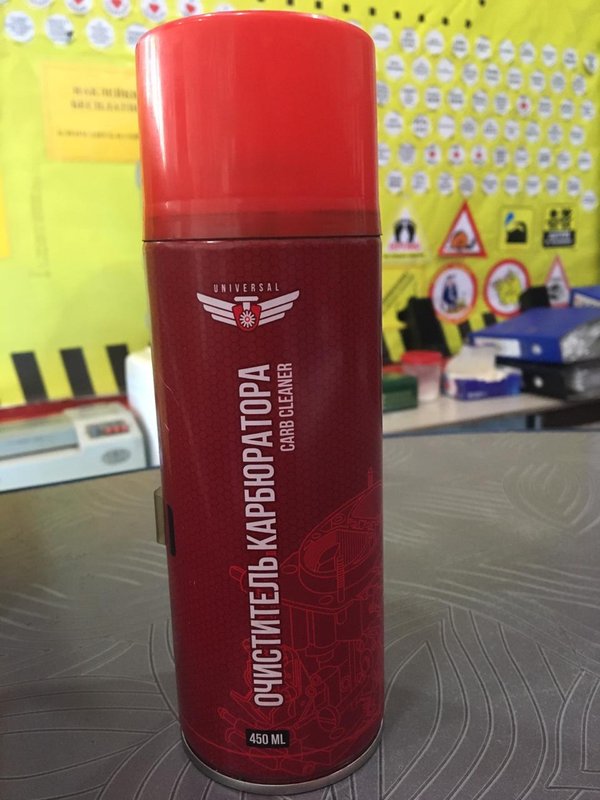 UNIVERSAL
ОЧИСТИТЕЛЬ КАРБЮРАТОРА
CARB CLEANER
450 ML